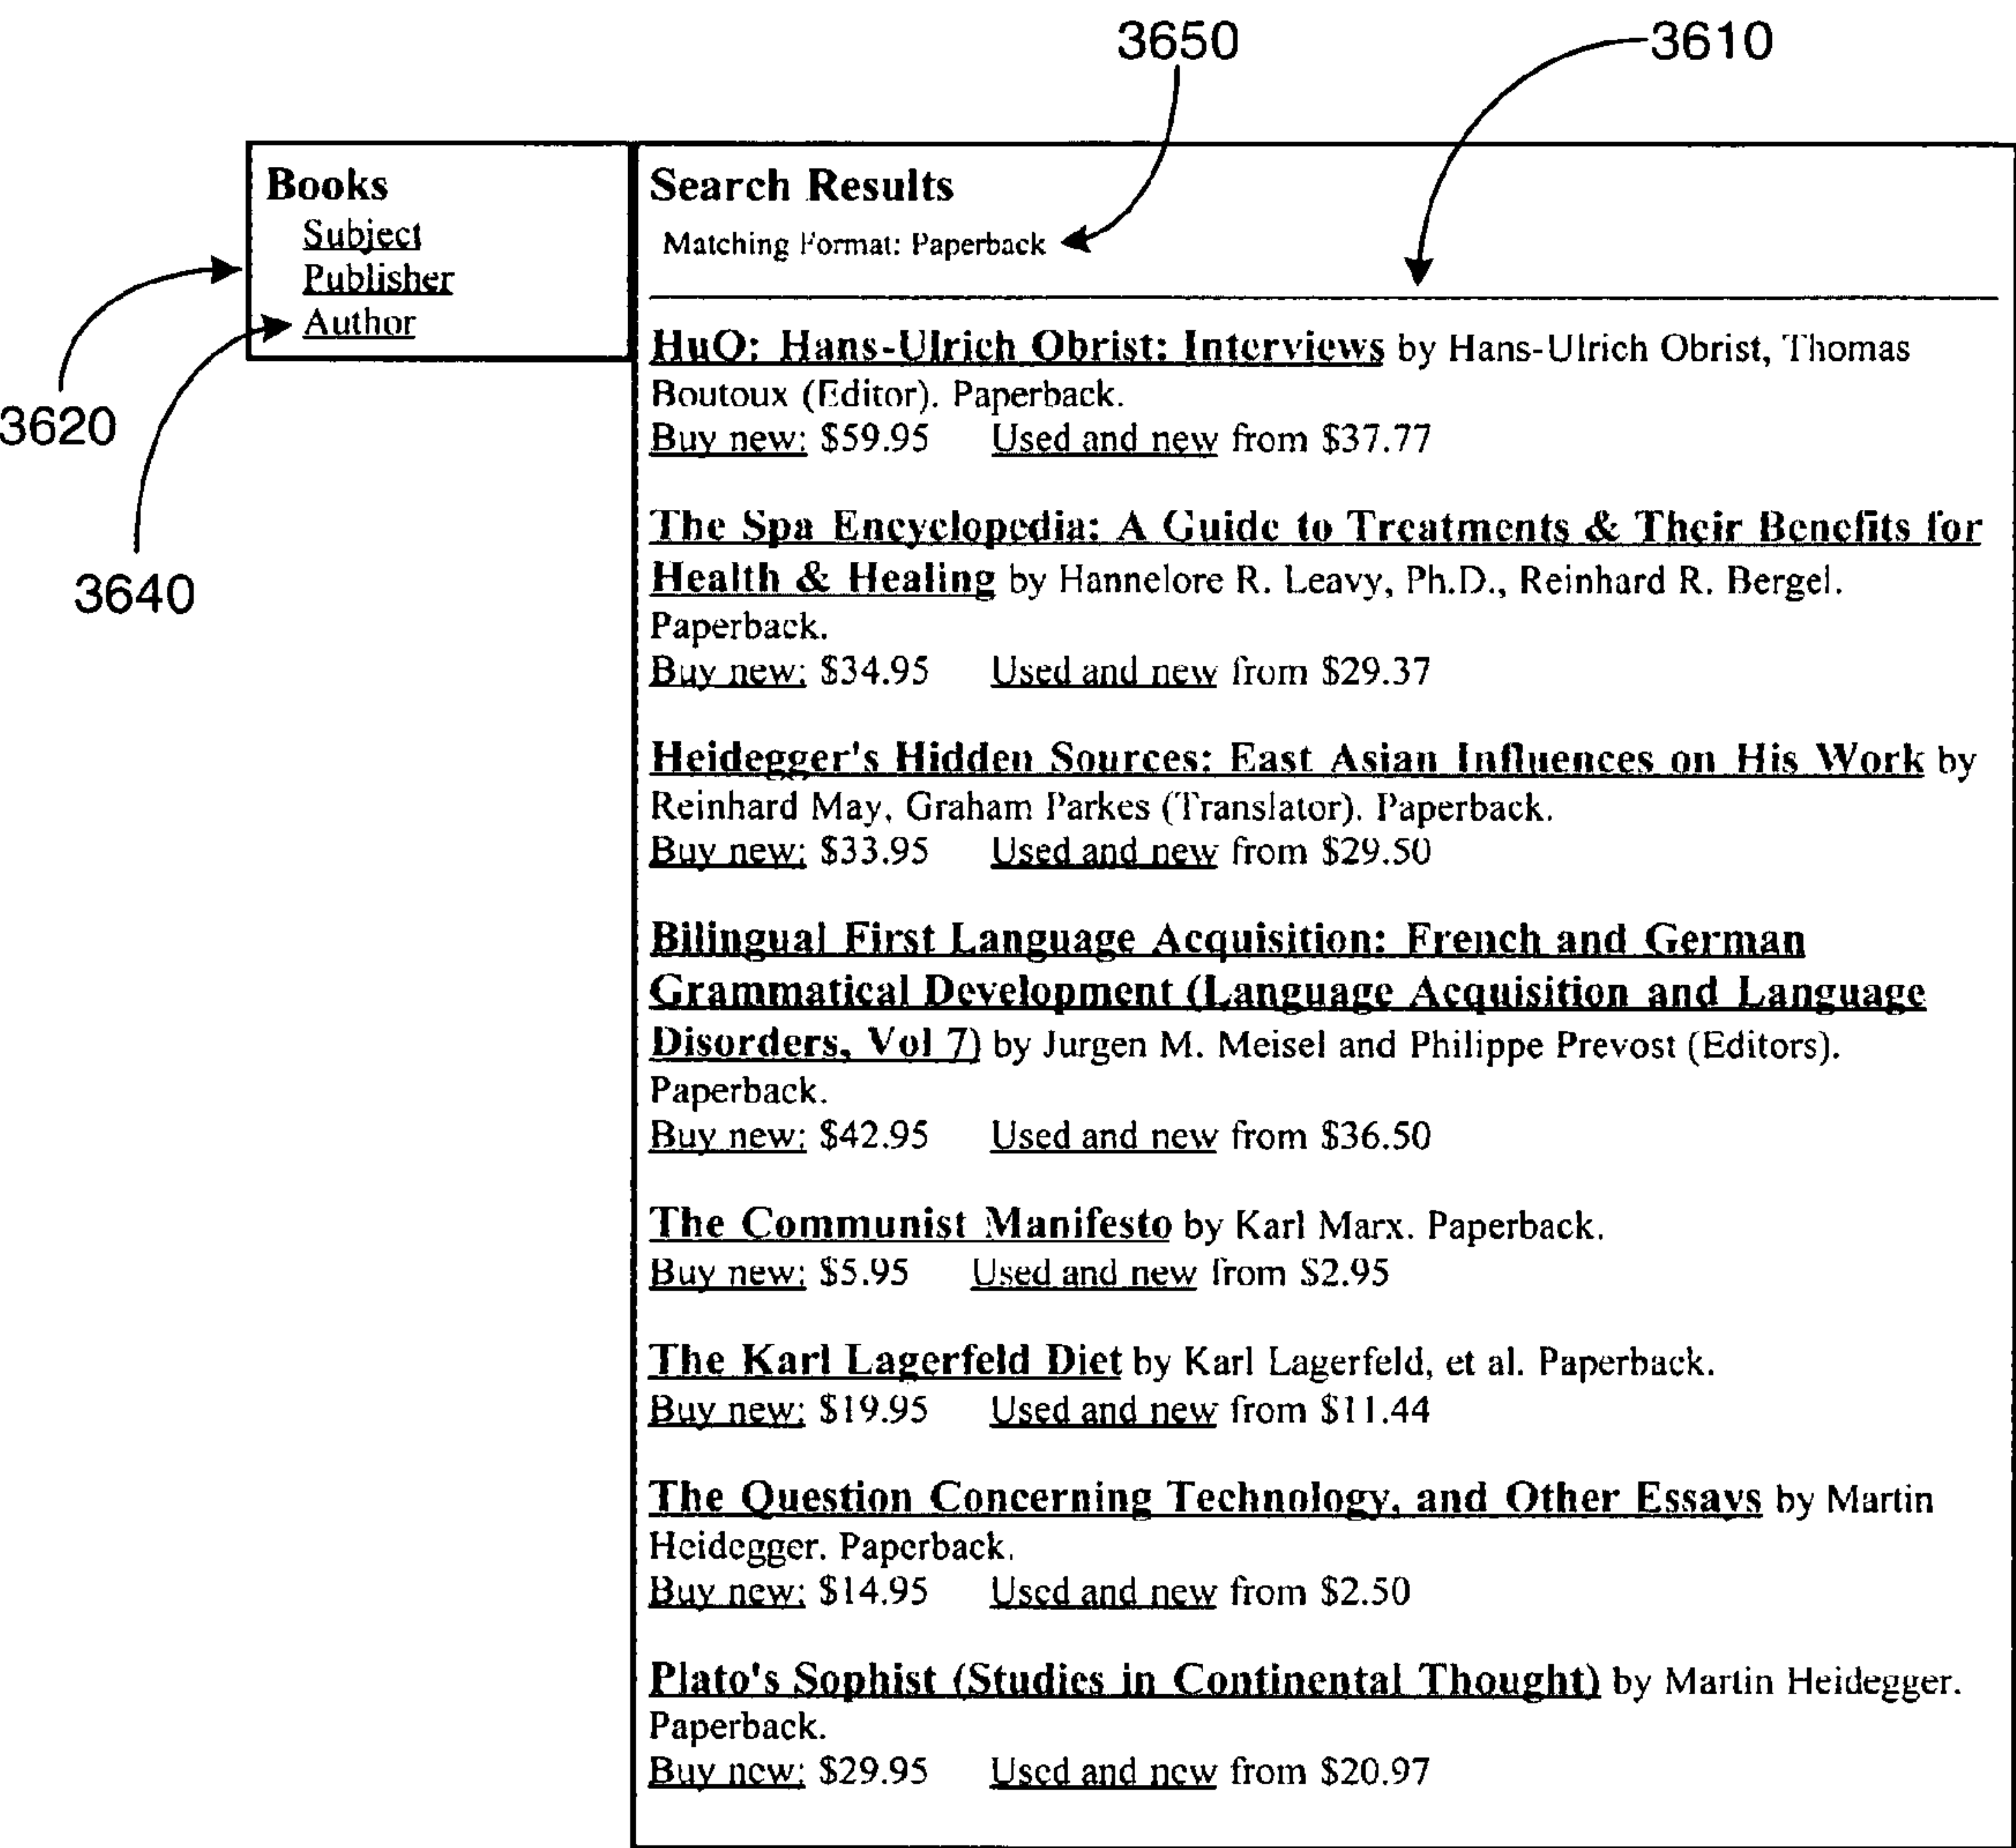 3650
3610
Books
Subject
Publisher
Author
3620
3640
Search Results
Matching Format: Paperback
HuO: Hans-Ulrich Obrist: Interviews by Hans-Ulrich Obrist, Thomas
Boutoux (Editor). Paperback.
Buy new: $59.95 Used and new from $37.77
The Spa Encyclopedia: A Guide to Treatments & Their Benefits for
Health & Healing by Hannelore R. Leavy, Ph.D., Reinhard R. Bergel.
Paperback.
Buy new: $34.95 Used and new from $29.37
Heidegger's Hidden Sources: East Asian Influences on His Work by
Reinhard May, Graham Parkes (Translator). Paperback.
Buy new: $33.95 Used and new from $29.50
Bilingual First Language Acquisition: French and German
Grammatical Development (Language Acquisition and Language
Disorders, Vol 7) by Jurgen M. Meisel and Philippe Prevost (Editors).
Paperback.
Buy new: $42.95 Used and new from $36.50
The Communist Manifesto by Karl Marx. Paperback.
Buy new: $5.95 Used and new from $2.95
The Karl Lagerfeld Diet by Karl Lagerfeld, et al. Paperback.
Buy new: $19.95 Used and new from $11.44
The Question Concerning Technology, and Other Essays by Martin
Heidegger. Paperback.
Buy new: $14.95 Used and new from $2.50
Plato's Sophist (Studies in Continental Thought) by Martin Heidegger.
Paperback.
Buy new: $29.95 Used and new from $20.97